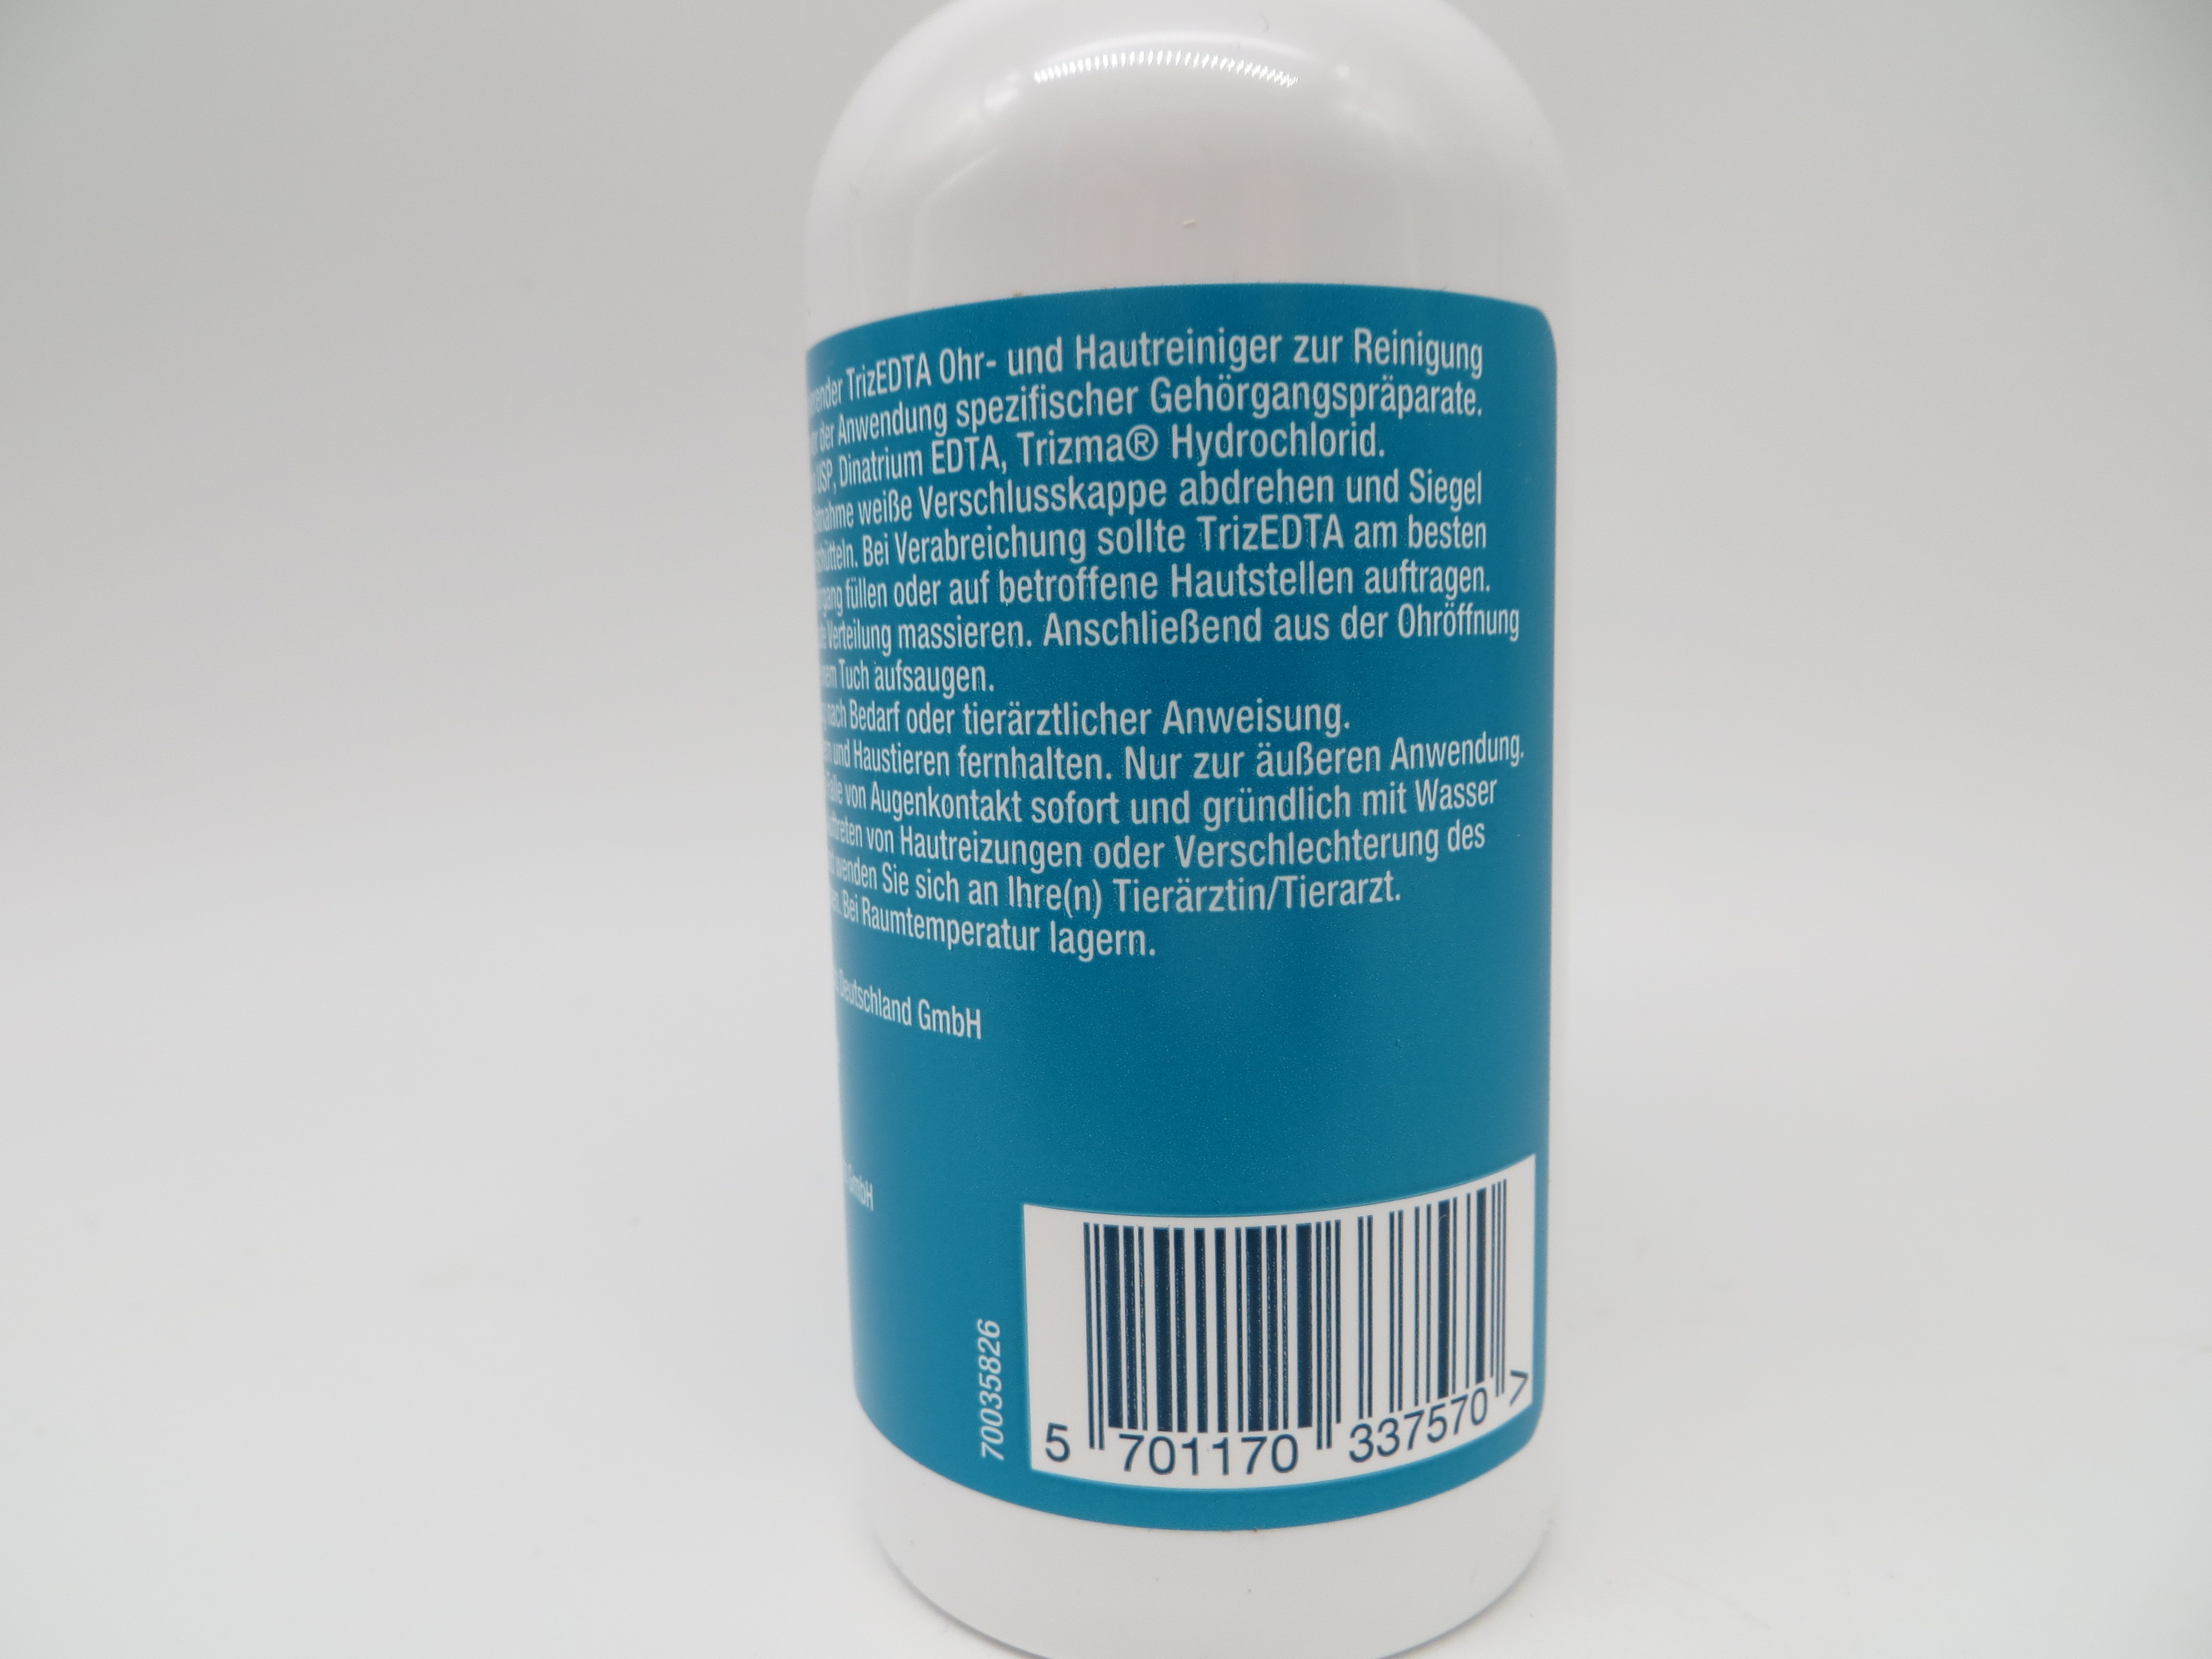 TrizEDTA Ohr- und Hautreiniger zur Reinigung
der Anwendung spezifischer Gehörgangspräparate.
USP, Dinatrium EDTA, Trizma® Hydrochlorid.
weiße Verschlusskappe abdrehen und Siegel
Bei Verabreichung sollte TrizEDTA am besten
füllen oder auf betroffene Hautstellen auftragen.
Verteilung massieren. Anschließend aus der Ohröffnung
Tuch aufsaugen.
nach Bedarf oder tierärztlicher Anweisung.
und Haustieren fernhalten. Nur zur äußeren Anwendung.
von Augenkontakt sofort und gründlich mit Wasser
von Hautreizungen oder Verschlechterung des
wenden Sie sich an Ihre(n) Tierärztin/Tierarzt.
Bei Raumtemperatur lagern.
Deutschland GmbH
GmbH
70035826
5 701170 337570 >